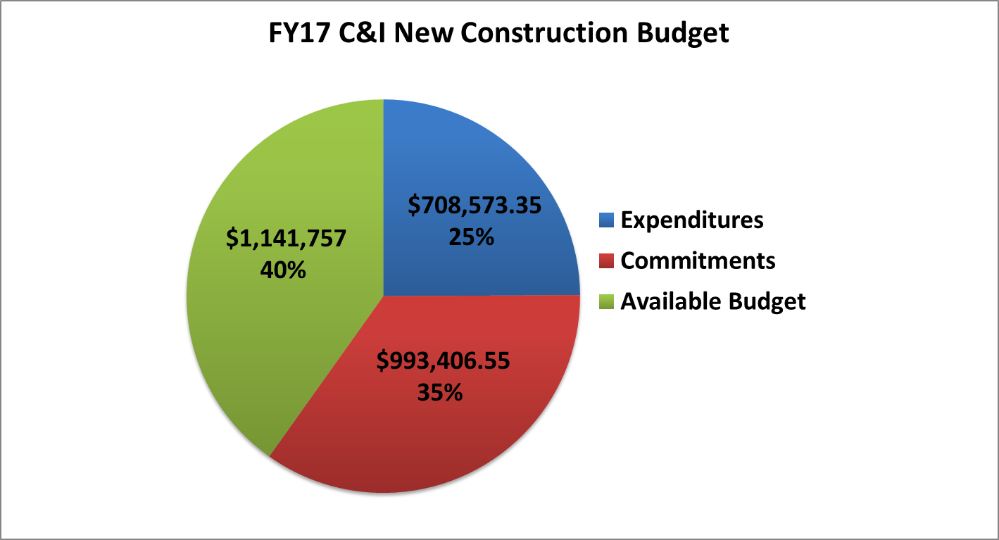 FY17 C&I New Construction Budget
$708,573.35
25%
$1,141,757
40%
$993,406.55
35%
Expenditures
Commitments
Available Budget